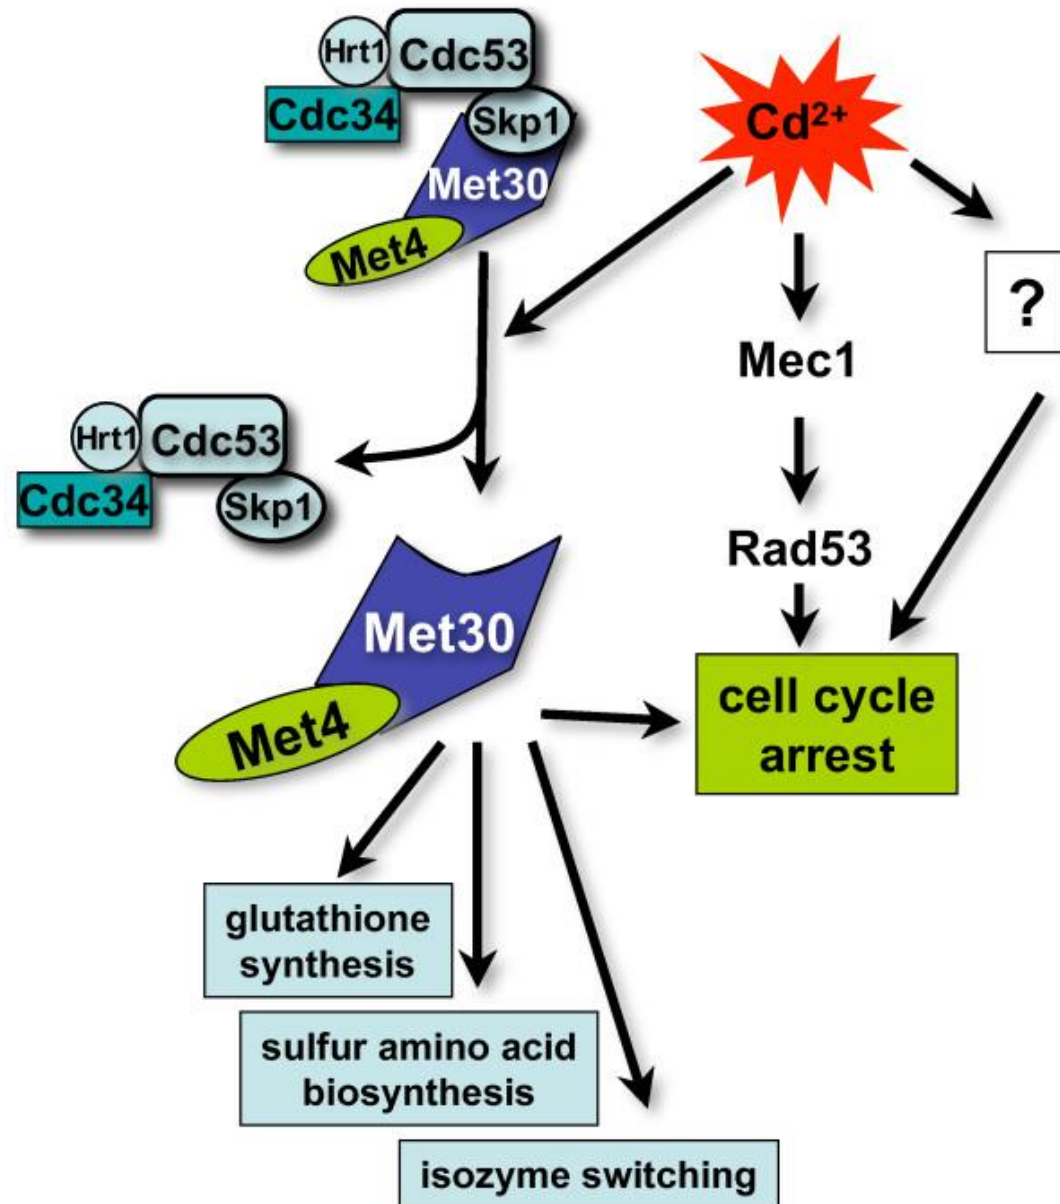 Hrt1
Cdc53
Cdc34
Skp1
Met30
Met4
Cd²⁺
?
Mec1
Hrt1
Cdc53
Cdc34
Skp1
Rad53
Met30
Met4
cell cycle
arrest
glutathione
synthesis
sulfur amino acid
biosynthesis
isozyme switching